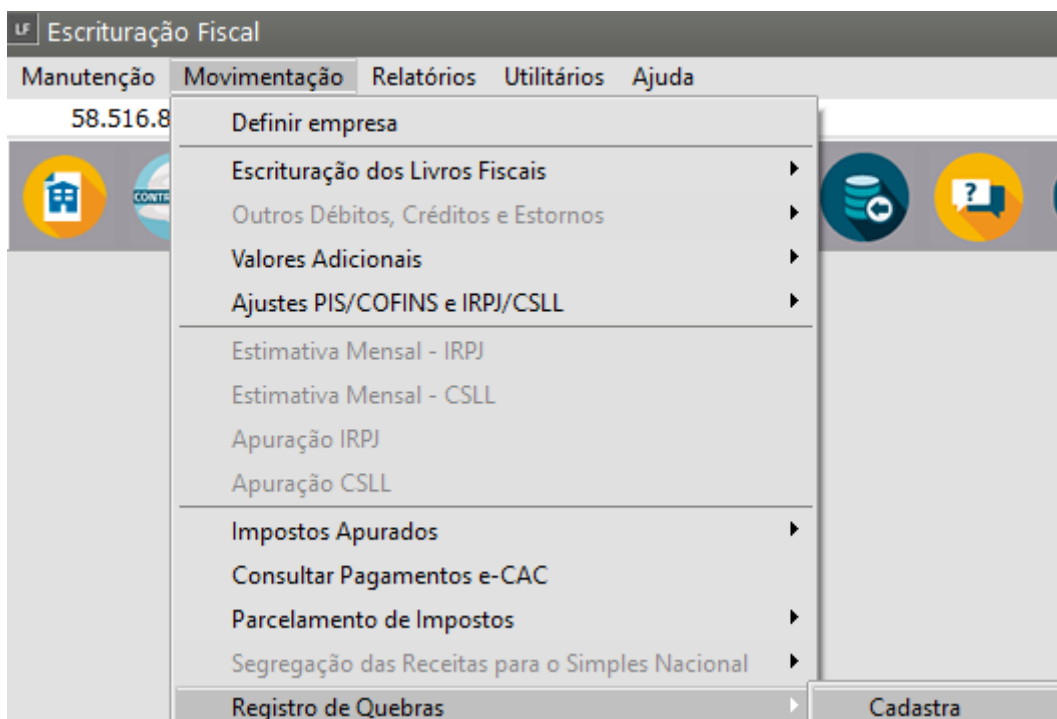 LF Escrituração Fiscal
Manutenção Movimentação Relatórios Utilitários Ajuda
58.516.8
Definir empresa
Escrituração dos Livros Fiscais
Outros Débitos, Créditos e Estornos
Valores Adicionais
Ajustes PIS/COFINS e IRPJ/CSLL
Estimativa Mensal - IRPJ
Estimativa Mensal - CSLL
Apuração IRPJ
Apuração CSLL
Impostos Apurados
Consultar Pagamentos e-CAC
Parcelamento de Impostos
Segregação das Receitas para o Simples Nacional
Registro de Quebras Cadastra